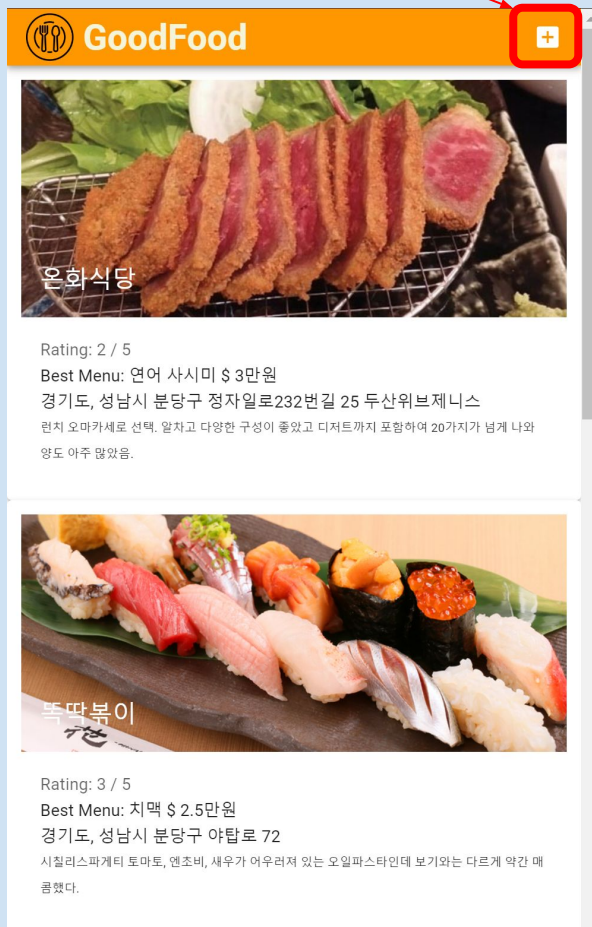 GoodFood
온화식당
Rating: 2 / 5
Best Menu: 연어 사시미 $ 3만원
경기도, 성남시 분당구 정자일로232번길 25 두산위브제니스
런치 오마카세로 선택. 알차고 다양한 구성이 좋았고 디저트까지 포함하여 20가지가 넘게 나와
양도 아주 많았음.
똑딱볶이
Rating: 3 / 5
Best Menu: 치맥 $ 2.5만원
경기도, 성남시 분당구 야탑로 72
시칠리스파게티 토마토, 엔초비, 새우가 어우러져 있는 오일파스타인데 보기와는 다르게 약간 매
콤했다.